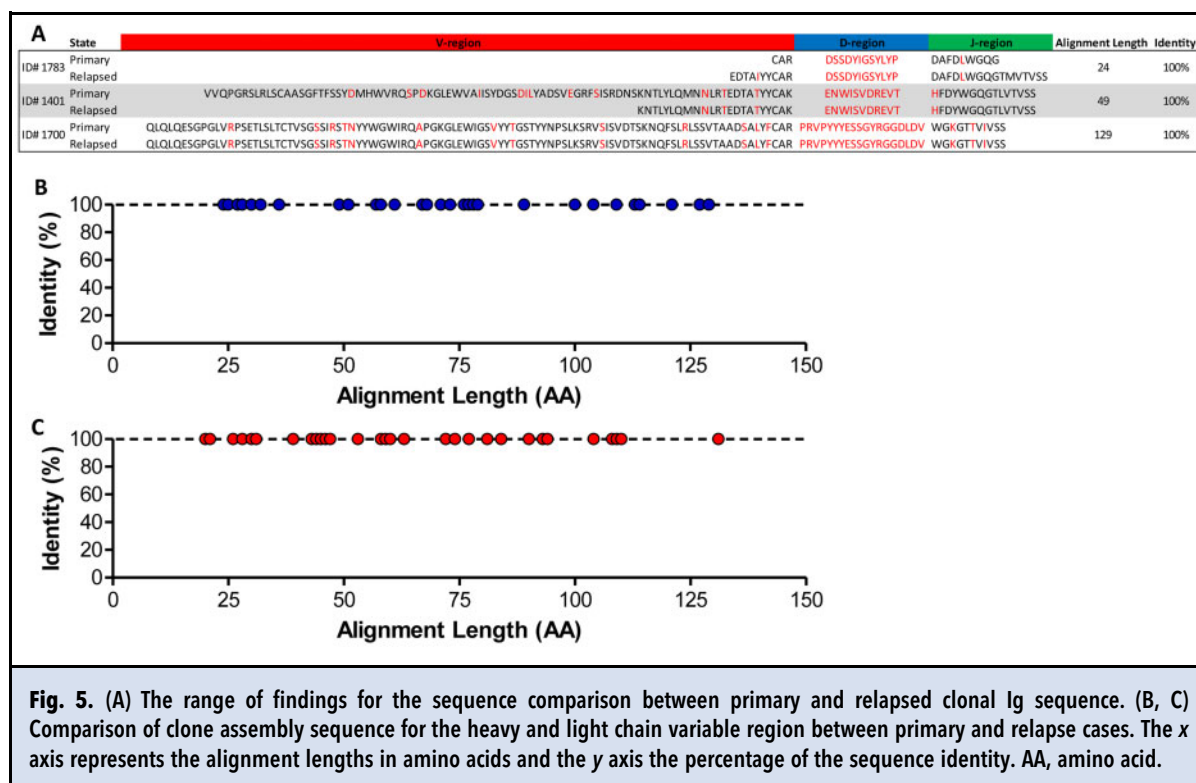 A
State V-region D-region J-region Alignment Length Identity
ID# 1783 Primary CAR DSSDYIGSYLYP DAFDLWGQG 24 100%
Relapsed EDTAIYYCAR DSSDYIGSYLYP DAFDLWGQGTMVTVSS
ID# 1401 Primary VVQPGRSLRLSCAASGFTFSSYDMHWVRQSPDKGLEWVAIISYDGSDILYADSVEGRFSISRDNSKNTLYLQMNNLRTEDTATYYCAK ENWISVDREVT HFDYWGQGTLVTVSS 49 100%
Relapsed KNTLYLQMNNLRTEDTATYYCAK ENWISVDREVT HFDYWGQGTLVTVSS
ID# 1700 Primary QLQLQESGPGLVRPSETLSLTCTVSGSSIRSTNYYWGWIRQAPGKGLEWIGSVYYTGSTYYNPSLKSRVSISVDTSKNQFSLRLSSVTAADSALYFCAR PRVPYYYESSGYRGGDLDV WGKGTTVIVSS 129 100%
Relapsed QLQLQESGPGLVRPSETLSLTCTVSGSSIRSTNYYWGWIRQAPGKGLEWIGSVYYTGSTYYNPSLKSRVSISVDTSKNQFSLRLSSVTAADSALYFCAR PRVPYYYESSGYRGGDLDV WGKGTTVIVSS
B
Identity (%)
100
80
60
40
20
0
0 25 50 75 100 125 150
Alignment Length (AA)
C
Identity (%)
100
80
60
40
20
0
0 25 50 75 100 125 150
Alignment Length (AA)
Fig. 5. (A) The range of findings for the sequence comparison between primary and relapsed clonal Ig sequence. (B, C)
Comparison of clone assembly sequence for the heavy and light chain variable region between primary and relapse cases. The x
axis represents the alignment lengths in amino acids and the y axis the percentage of the sequence identity. AA, amino acid.